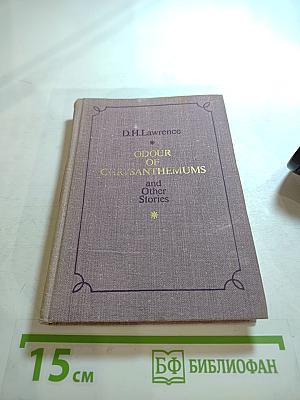 D.H.Lawrence
*
ODOUR
OF
CHRYSANTHEMUMS
and
Other
Stories
*
15 см
БФ БИБЛИОФАН